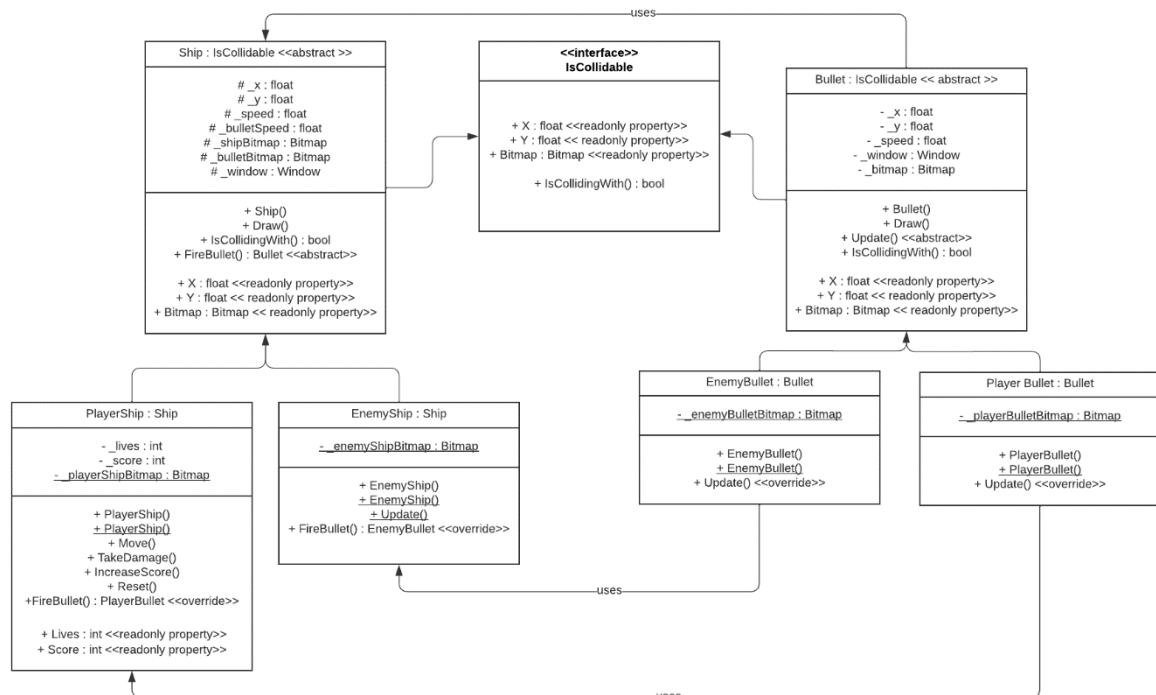 uses
Ship : IsCollidable <<abstract >>
# _x : float
# _y : float
# _speed : float
# _bulletSpeed : float
# _shipBitmap : Bitmap
# _bulletBitmap : Bitmap
# _window : Window
+ Ship()
+ Draw()
+ IsCollidingWith() : bool
+ FireBullet() : Bullet <<abstract>>
+ X : float <<readonly property>>
+ Y : float << readonly property>>
+ Bitmap : Bitmap << readonly property>>
<<interface>>
IsCollidable
+ X : float <<readonly property>>
+ Y : float << readonly property>>
+ Bitmap : Bitmap <<readonly property>>
+ IsCollidingWith() : bool
Bullet : IsCollidable << abstract >>
- _x : float
- _y : float
- _speed : float
- _window : Window
- _bitmap : Bitmap
+ Bullet()
+ Draw()
+ Update() <<abstract>>
+ IsCollidingWith() : bool
+ X : float <<readonly property>>
+ Y : float << readonly property>>
+ Bitmap : Bitmap << readonly property>>
PlayerShip : Ship
- _lives : int
- _score : int
- _playerShipBitmap : Bitmap
+ PlayerShip()
+ PlayerShip()
+ Move()
+ TakeDamage()
+ IncreaseScore()
+ Reset()
+FireBullet() : PlayerBullet <<override>>
+ Lives : int <<readonly property>>
+ Score : int <<readonly property>>
EnemyShip : Ship
- _enemyShipBitmap : Bitmap
+ EnemyShip()
+ EnemyShip()
+ Update()
+ FireBullet() : EnemyBullet <<override>>
EnemyBullet : Bullet
- _enemyBulletBitmap : Bitmap
+ EnemyBullet()
+ EnemyBullet()
+ Update() <<override>>
Player Bullet : Bullet
- _playerBulletBitmap : Bitmap
+ PlayerBullet()
+ PlayerBullet()
+ Update() <<override>>
uses
uses